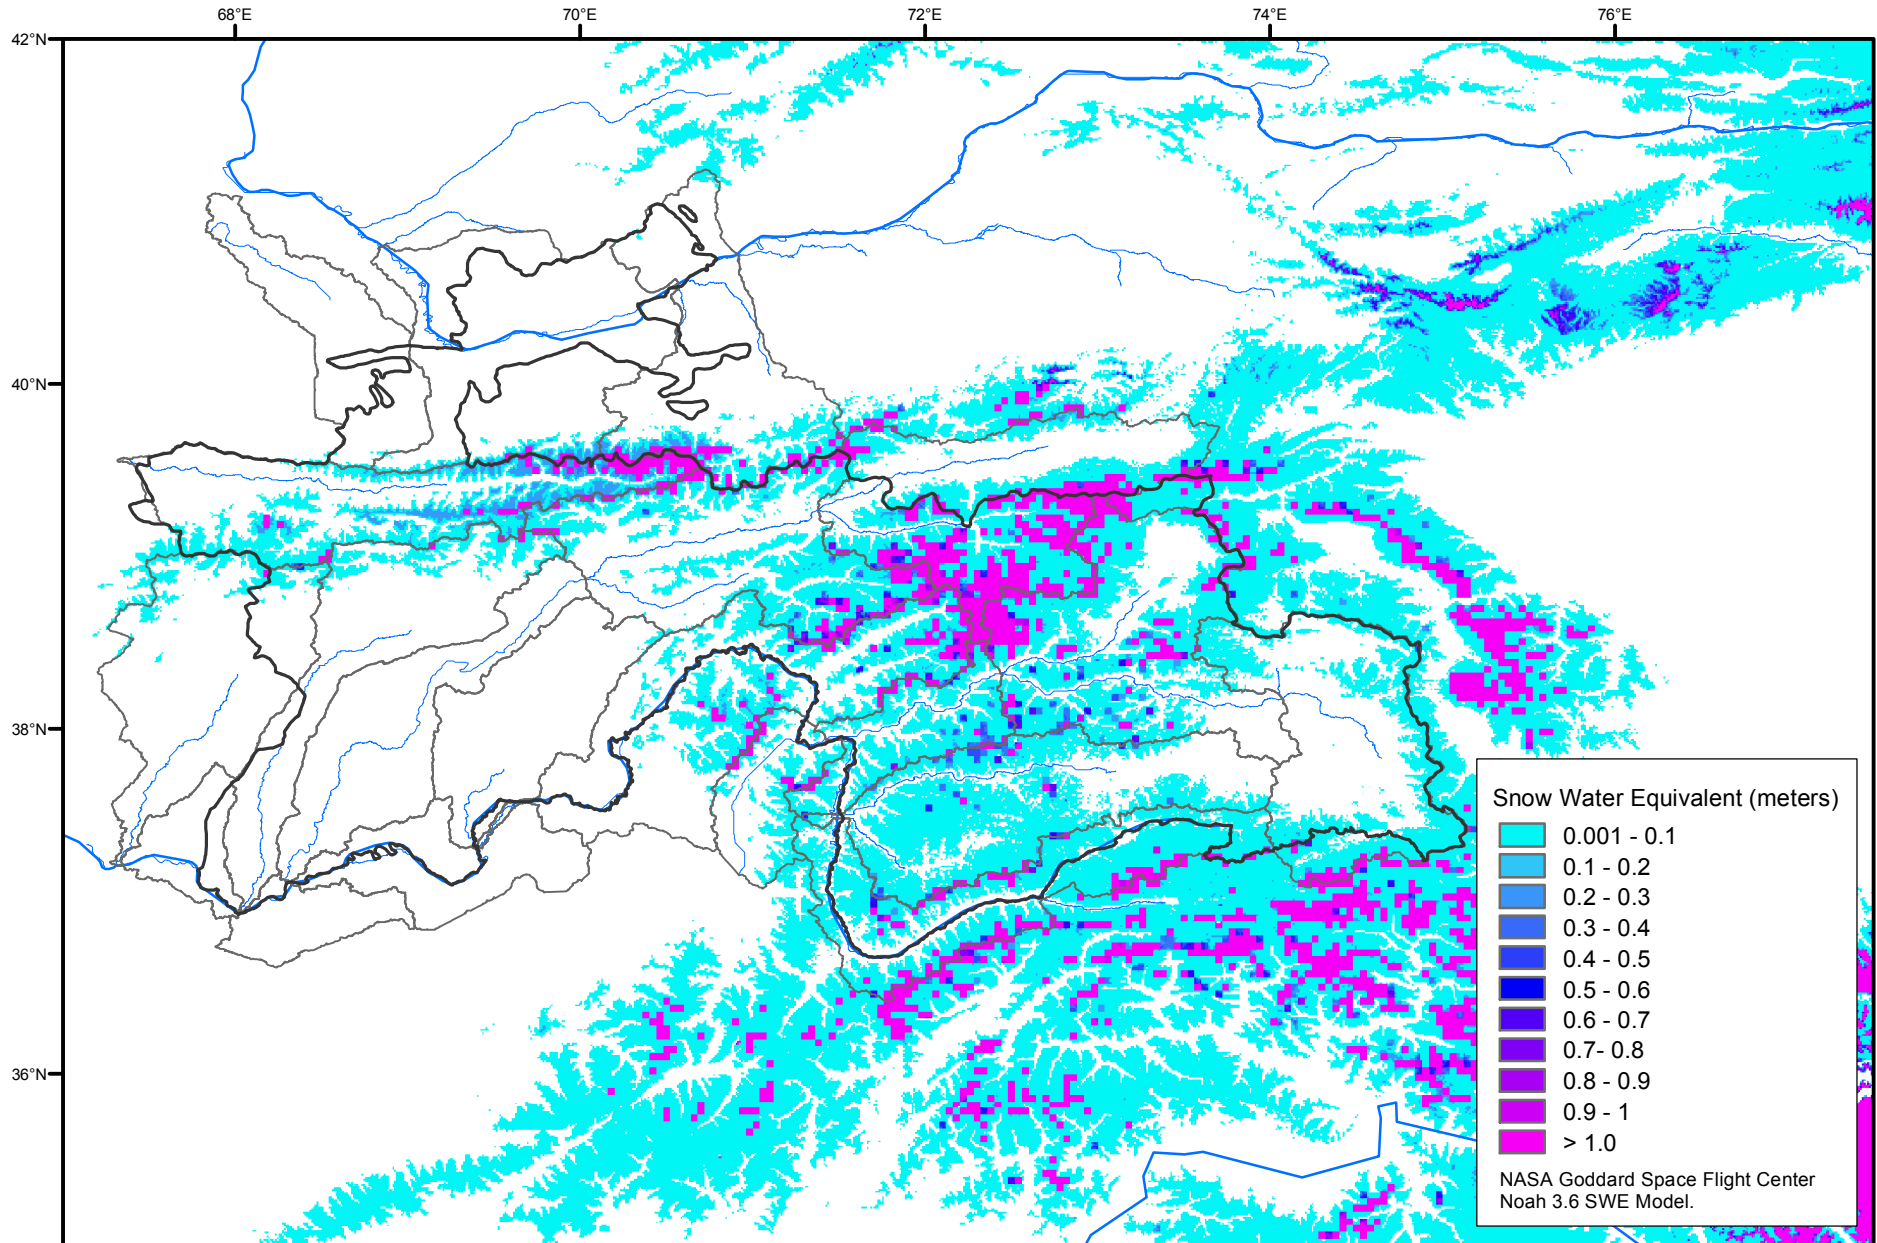 68°E 70°E 72°E 74°E 76°E
42°N
40°N
38°N
36°N
Snow Water Equivalent (meters)
0.001 - 0.1
0.1 - 0.2
0.2 - 0.3
0.3 - 0.4
0.4 - 0.5
0.5 - 0.6
0.6 - 0.7
0.7- 0.8
0.8 - 0.9
0.9 - 1
> 1.0
NASA Goddard Space Flight Center
Noah 3.6 SWE Model.